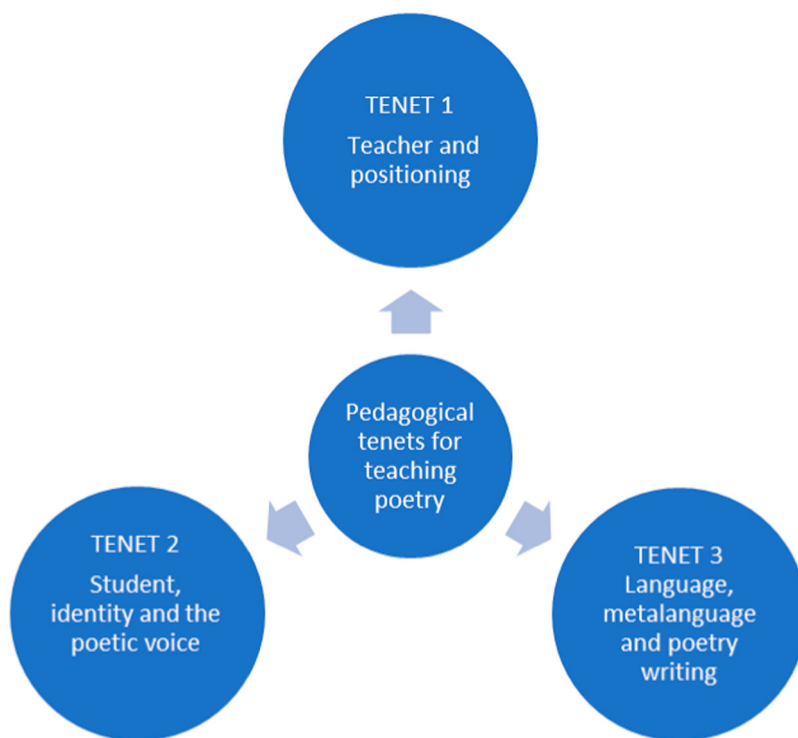 TENET 1
Teacher and
positioning
Pedagogical
tenets for
teaching
poetry
TENET 2
Student,
identity and the
poetic voice
TENET 3
Language,
metalanguage
and poetry
writing